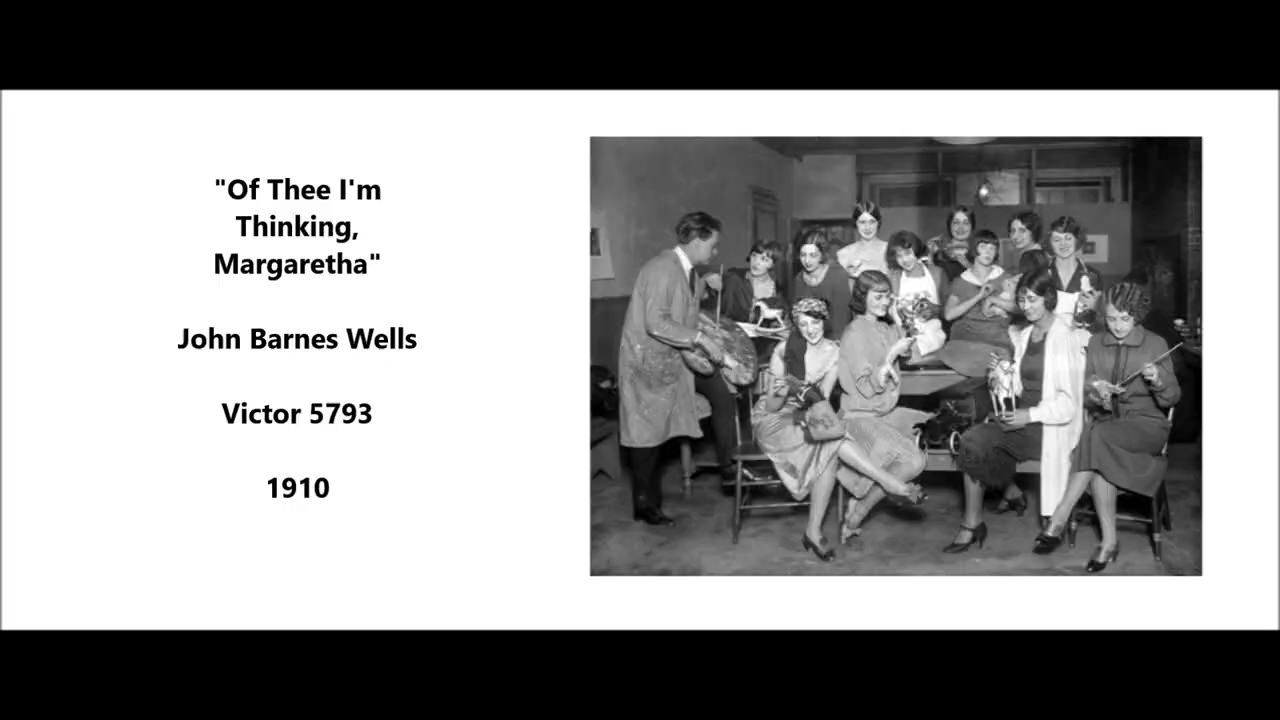 "Of Thee I'm
Thinking,
Margaretha"
John Barnes Wells
Victor 5793
1910